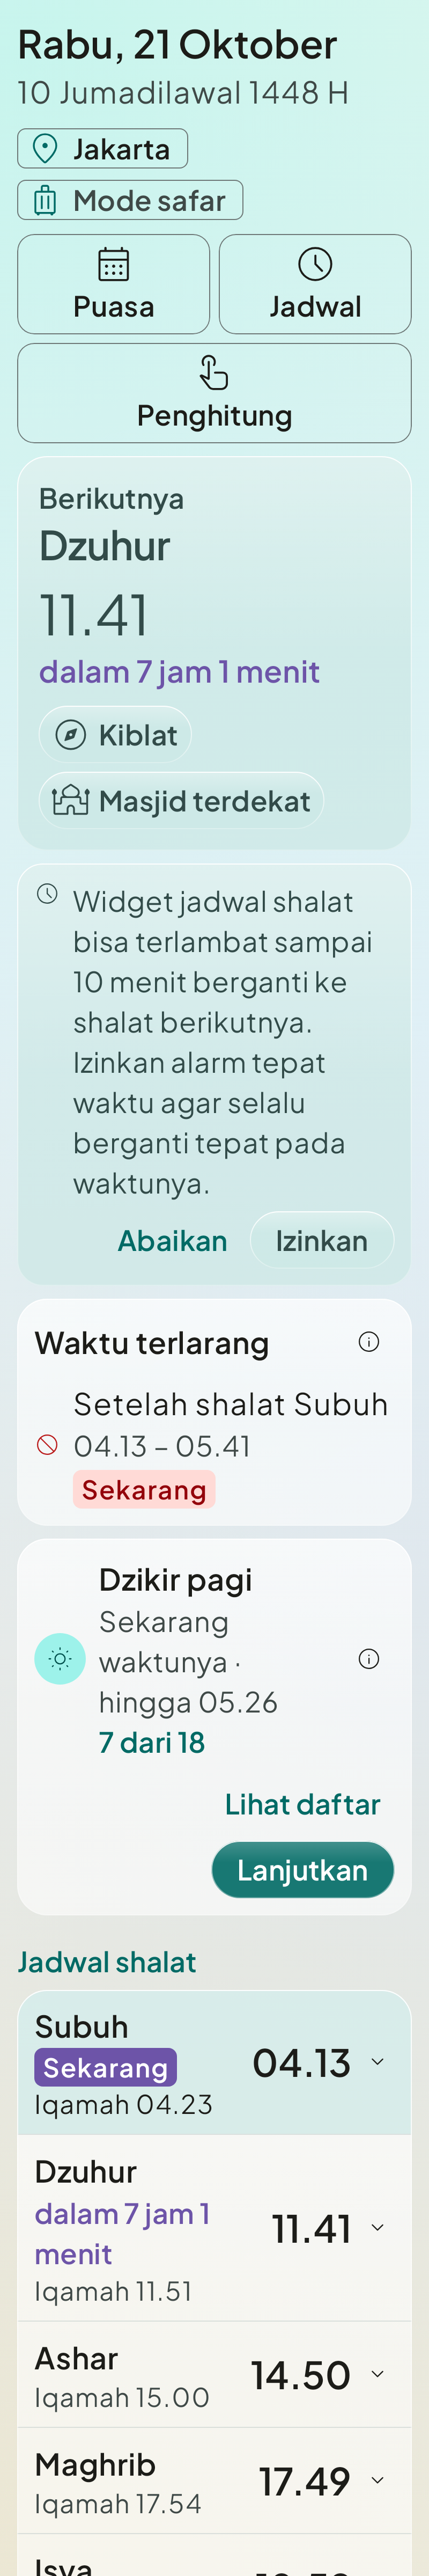 Rabu, 21 Oktober
10 Jumadilawal 1448 H
Jakarta
Mode safar
Puasa
Jadwal
Penghitung
Berikutnya
Dzuhur
11.41
dalam 7 jam 1 menit
Kiblat
Masjid terdekat
Widget jadwal shalat
bisa terlambat sampai
10 menit berganti ke
shalat berikutnya.
Izinkan alarm tepat
waktu agar selalu
berganti tepat pada
waktunya.
Abaikan
Izinkan
Waktu terlarang
Setelah shalat Subuh
04.13 – 05.41
Sekarang
Dzikir pagi
Sekarang
waktunya ·
hingga 05.26
7 dari 18
Lihat daftar
Lanjutkan
Jadwal shalat
Subuh
Sekarang
04.13
Iqamah 04.23
Dzuhur
dalam 7 jam 1
menit
11.41
Iqamah 11.51
Ashar
14.50
Iqamah 15.00
Maghrib
17.49
Iqamah 17.54
Isya